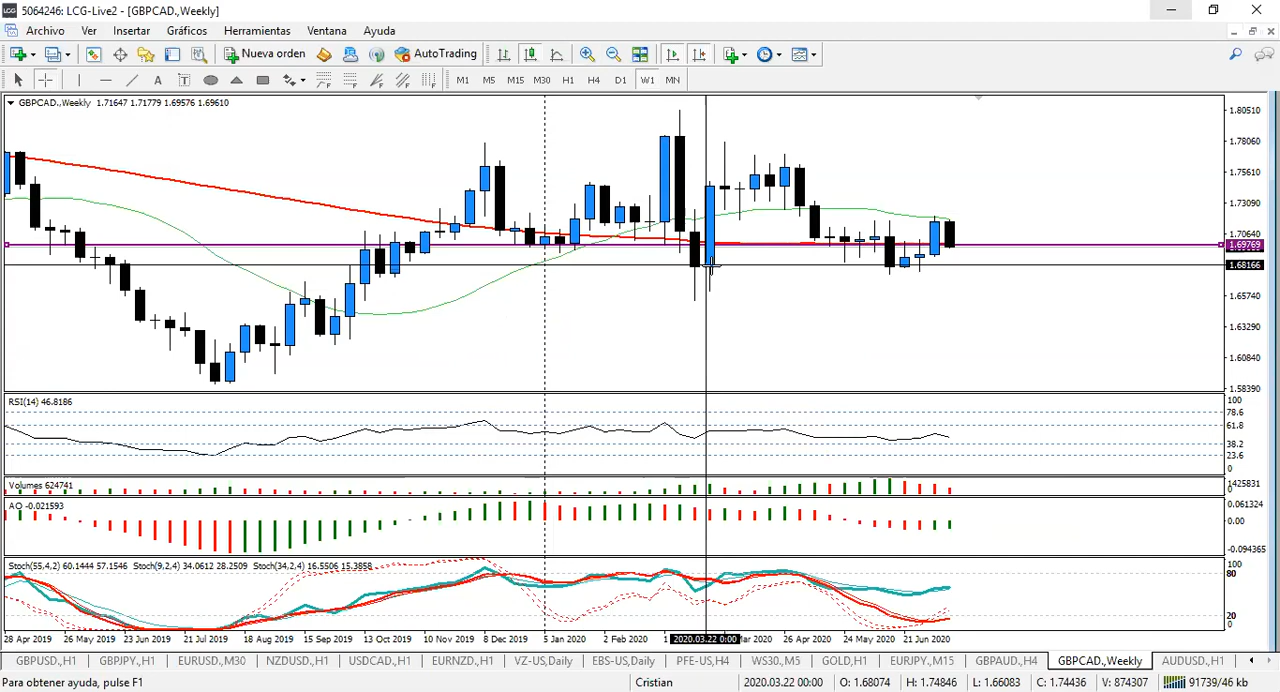 5064246: LCG-Live2 - [GBPCAD.,Weekly]
Archivo Ver Insertar Gráficos Herramientas Ventana Ayuda
Nueva orden AutoTrading
A T M1 M5 M15 M30 H1 H4 D1 W1 MN
GBPCAD.,Weekly 1.71647 1.71779 1.69576 1.69610
1.80510
1.78060
1.75610
1.73090
1.70640
1.69769
1.68166
1.65740
1.63290
1.60840
1.58390
RSI(14) 46.8186
100
78.6
61.8
38.2
23.6
0
Volumes 624741
1425831
0
AO -0.021593
0.061324
0.00
-0.094365
Stoch(55,4,2) 60.1444 57.1546 Stoch(9,2,4) 34.0612 28.2509 Stoch(34,2,4) 16.5506 15.3858
100
80
20
0
28 Apr 2019 26 May 2019 23 Jun 2019 21 Jul 2019 18 Aug 2019 15 Sep 2019 13 Oct 2019 10 Nov 2019 8 Dec 2019 5 Jan 2020 2 Feb 2020 1 2020.03.22 0:00 Mar 2020 26 Apr 2020 24 May 2020 21 Jun 2020
GBPUSD.,H1 GBPJPY.,H1 EURUSD.,M30 NZDUSD.,H1 USDCAD.,H1 EURNZD.,H1 VZ-US,Daily EBS-US,Daily PFE-US,H4 WS30.,M5 GOLD,H1 EURJPY.,M15 GBPAUD.,H4 GBPCAD.,Weekly AUDUSD.,H1
Para obtener ayuda, pulse F1 Cristian 2020.03.22 00:00 O: 1.68074 H: 1.74846 L: 1.66083 C: 1.74436 V: 874307 91739/46 kb